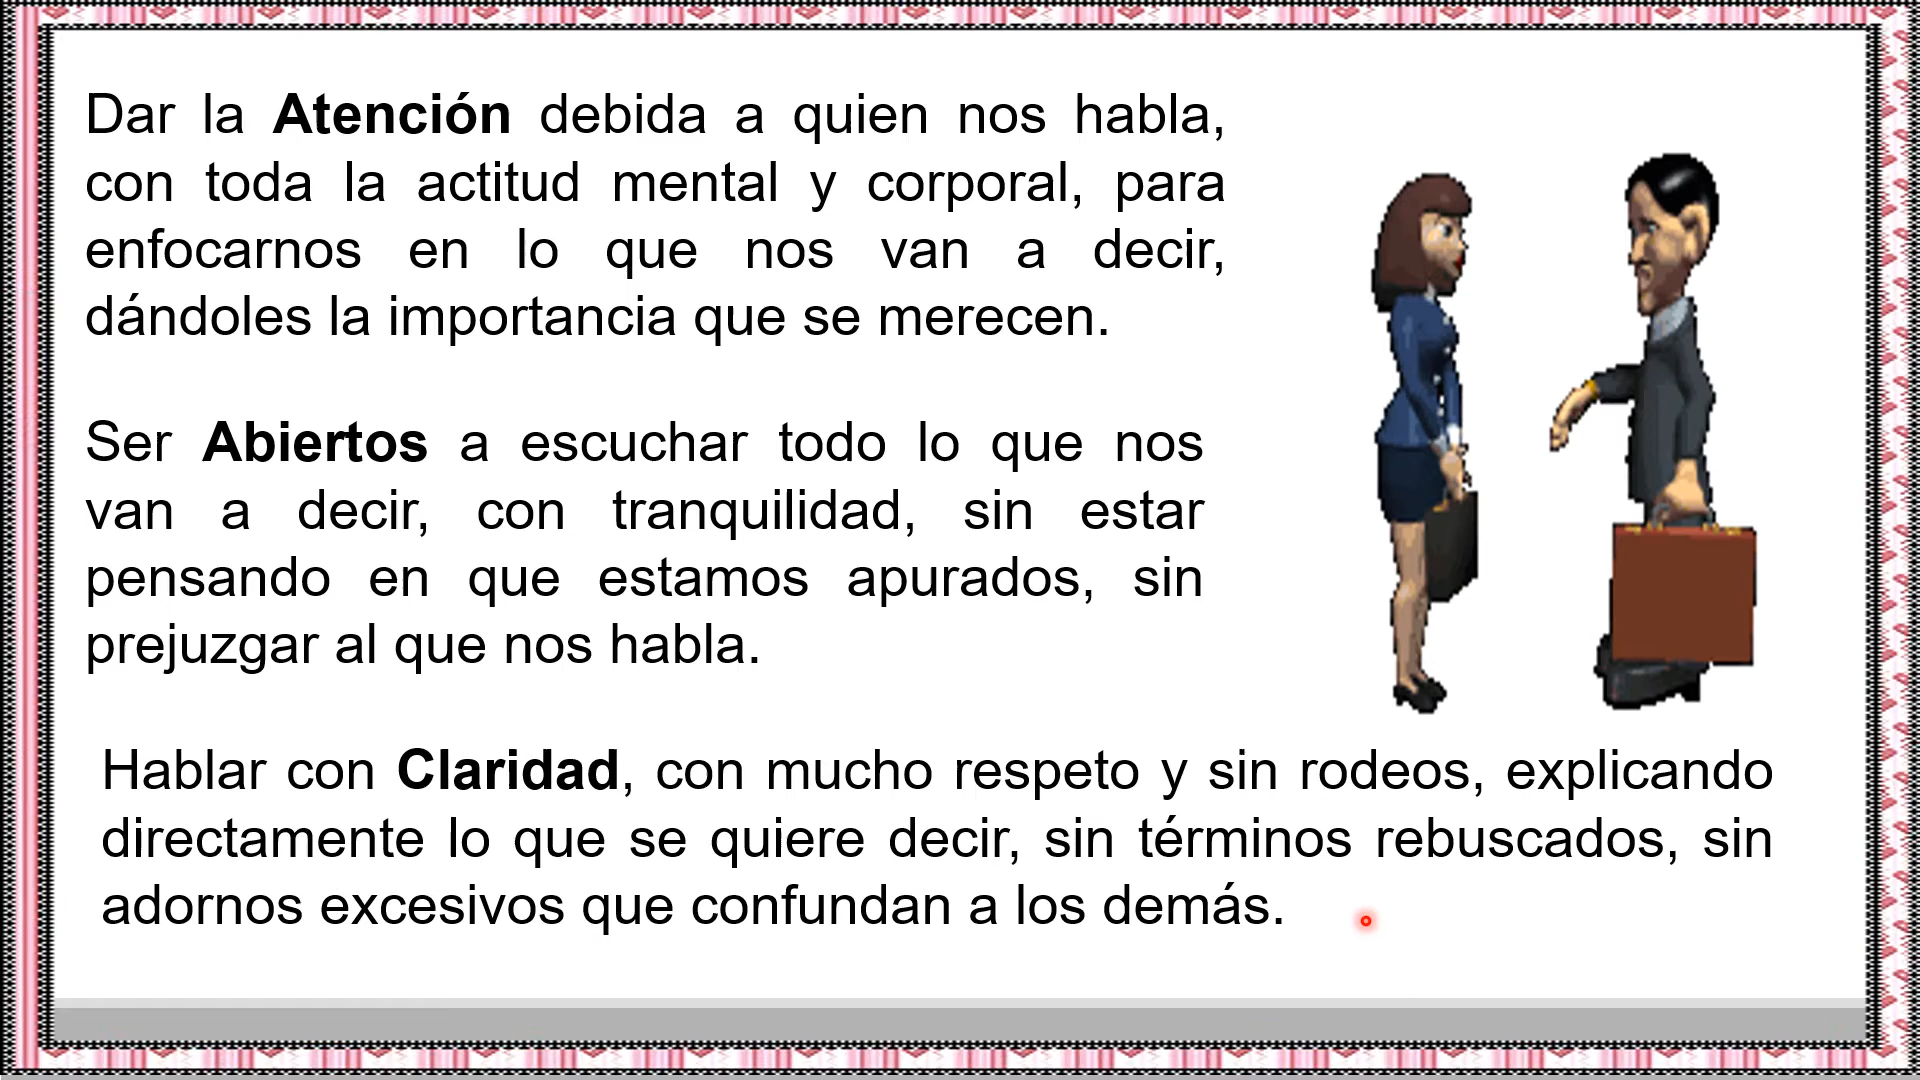 Dar la Atención debida a quien nos habla,
con toda la actitud mental y corporal, para
enfocarnos en lo que nos van a decir,
dándoles la importancia que se merecen.
Ser Abiertos a escuchar todo lo que nos
van a decir, con tranquilidad, sin estar
pensando en que estamos apurados, sin
prejuzgar al que nos habla.
Hablar con Claridad, con mucho respeto y sin rodeos, explicando
directamente lo que se quiere decir, sin términos rebuscados, sin
adornos excesivos que confundan a los demás.